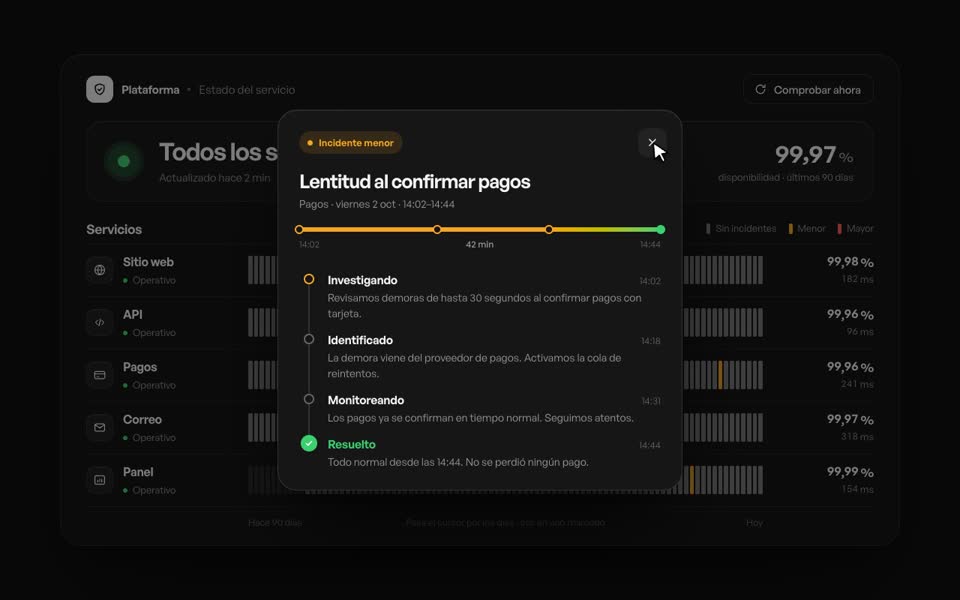 Plataforma • Estado del servicio
Comprobar ahora
Todos los s
Actualizado hace 2 min
99,97 %
disponibilidad · últimos 90 días
Servicios
Sin incidentes
Menor
Mayor
Sitio web
Operativo
99,98 %
182 ms
API
Operativo
99,96 %
96 ms
Pagos
Operativo
99,96 %
241 ms
Correo
Operativo
99,97 %
318 ms
Panel
Operativo
99,99 %
154 ms
Hace 90 días
Hoy
Incidente menor
Lentitud al confirmar pagos
Pagos · viernes 2 oct · 14:02–14:44
14:02
42 min
14:44
Investigando
14:02
Revisamos demoras de hasta 30 segundos al confirmar pagos con
tarjeta.
Identificado
14:18
La demora viene del proveedor de pagos. Activamos la cola de
reintentos.
Monitoreando
14:31
Los pagos ya se confirman en tiempo normal. Seguimos atentos.
Resuelto
14:44
Todo normal desde las 14:44. No se perdió ningún pago.